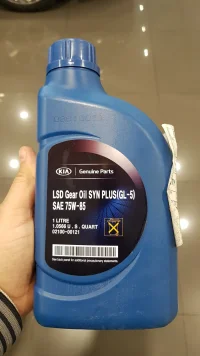 KIA Genuine Parts
LSD Gear Oil SYN PLUS(GL-5)
SAE 75W-85
1 LITRE
1.0566 U.S. QUART
02100-00121